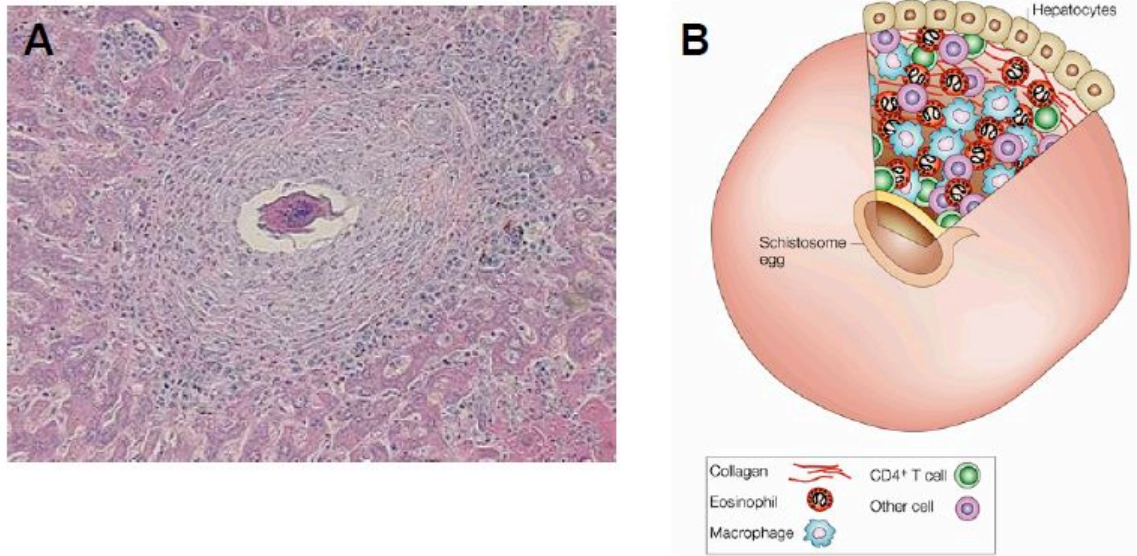 A
B
Hepatocytes
Schistosome
egg
Collagen
CD4⁺ T cell
Eosinophil
Other cell
Macrophage